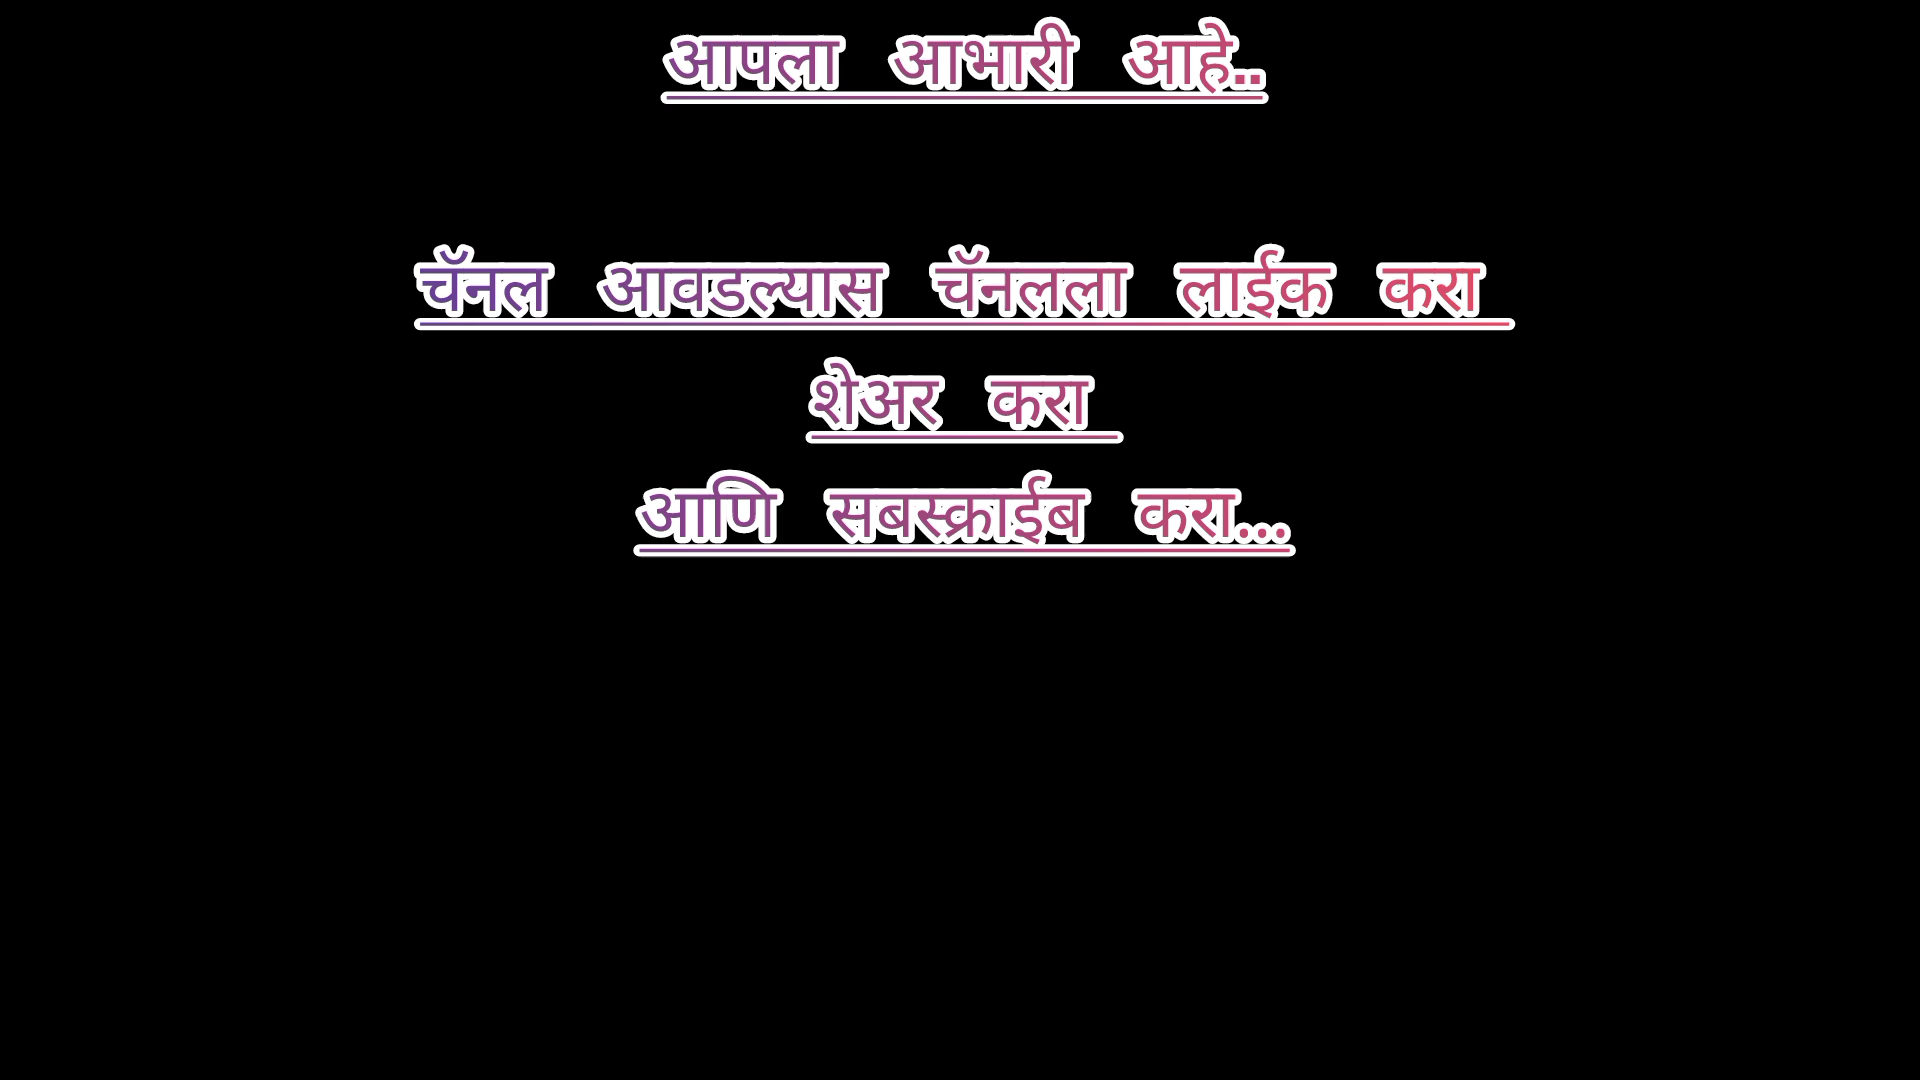 आपला आभारी आहे..
चॅनल आवडल्यास चॅनलला लाईक करा
शेअर करा
आणि सबस्क्राईब करा...